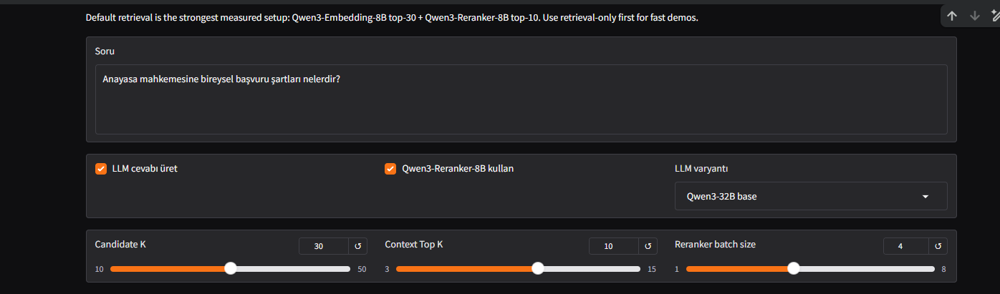 Default retrieval is the strongest measured setup: Qwen3-Embedding-8B top-30 + Qwen3-Reranker-8B top-10. Use retrieval-only first for fast demos.
Soru
Anayasa mahkemesine bireysel başvuru şartları nelerdir?
LLM cevabı üret
Qwen3-Reranker-8B kullan
LLM varyantı
Qwen3-32B base
Candidate K
30
Context Top K
10
Reranker batch size
4
10
50
3
15
1
8